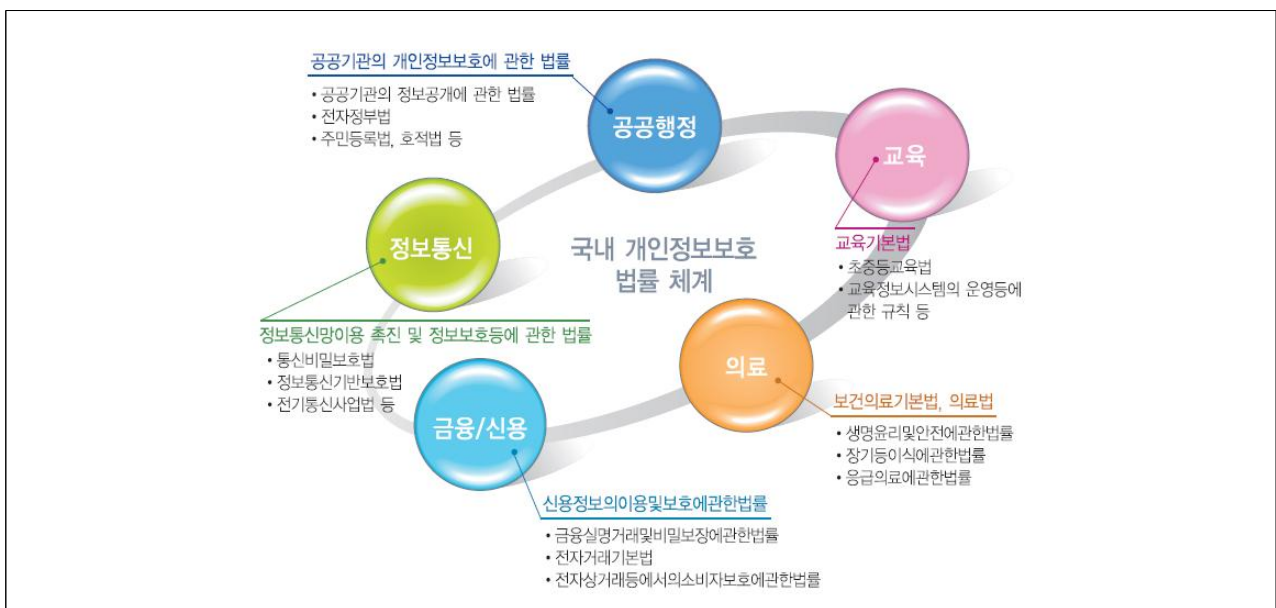 공공기관의 개인정보보호에 관한 법률
• 공공기관의 정보공개에 관한 법률
• 전자정부법
• 주민등록법, 호적법 등
공공행정
교육
교육기본법
• 초중등교육법
• 교육정보시스템의 운영등에
관한 규칙 등
정보통신
국내 개인정보보호
법률 체계
정보통신망이용 촉진 및 정보보호등에 관한 법률
• 통신비밀보호법
• 정보통신기반보호법
• 전기통신사업법 등
의료
보건의료기본법, 의료법
• 생명윤리및안전에관한법률
• 장기등이식에관한법률
• 응급의료에관한법률
금융/신용
신용정보의이용및보호에관한법률
• 금융실명거래및비밀보장에관한법률
• 전자거래기본법
• 전자상거래등에서의소비자보호에관한법률